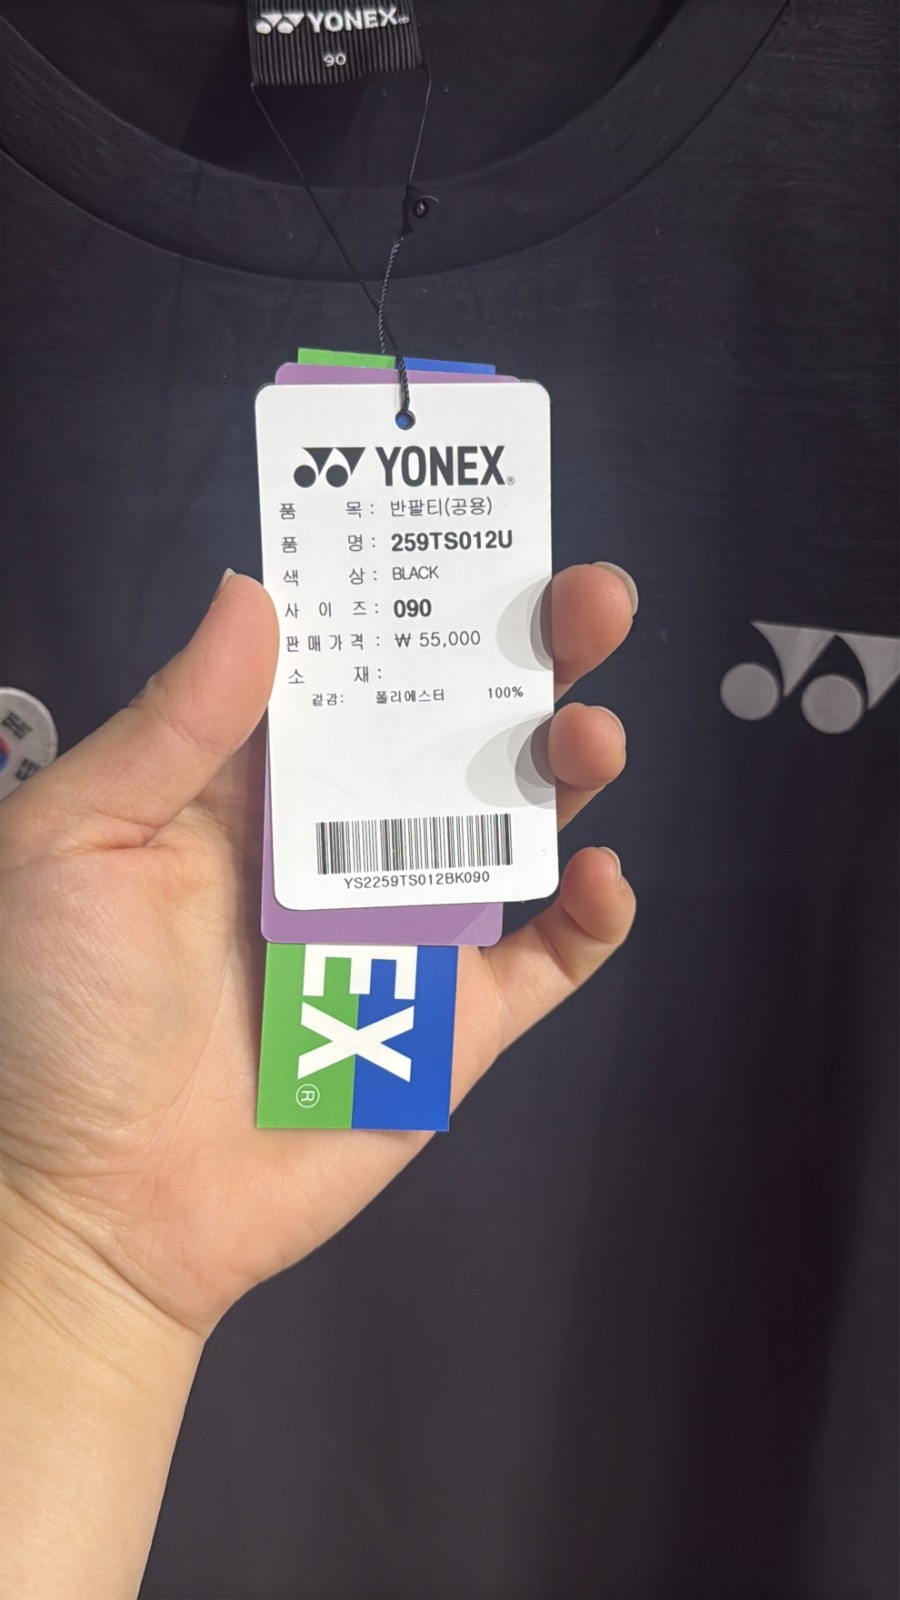 YONEX
90
YONEX®
품 목 : 반팔티(공용)
품 명 : 259TS012U
색 상 : BLACK
사 이 즈 : 090
판 매 가 격 : ₩ 55,000
소 재 :
겉감: 폴리에스터 100%
YS2259TS012BK090
EX®